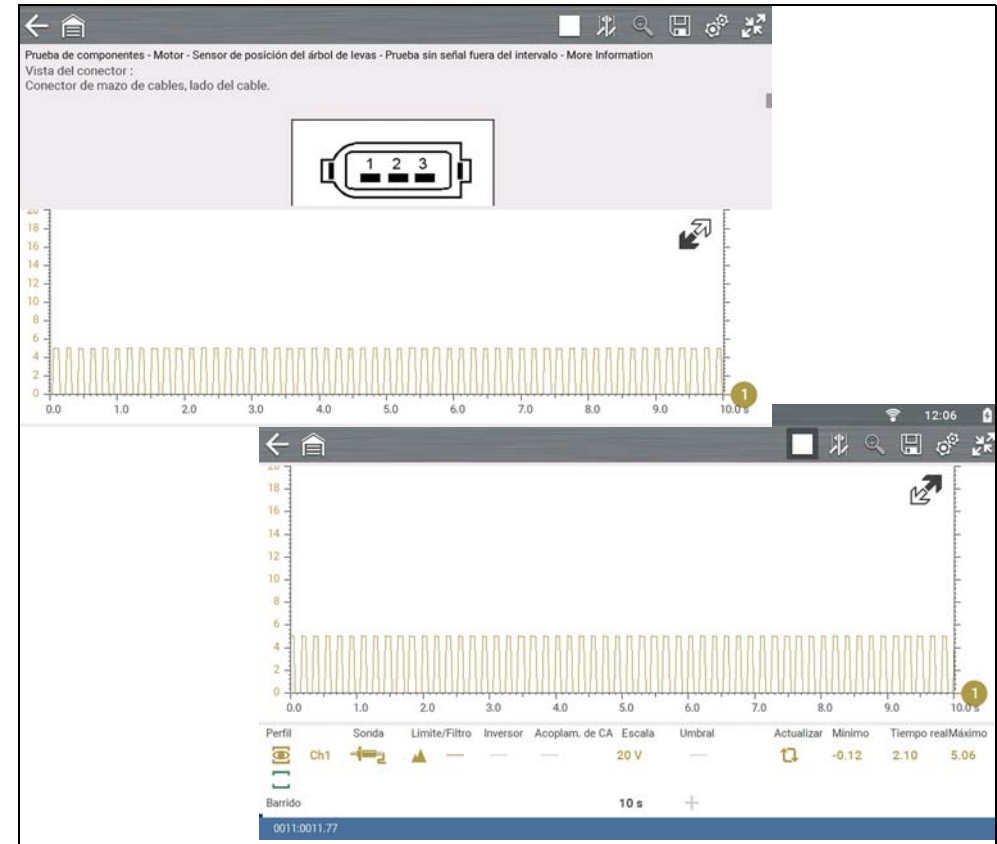 Prueba de componentes - Motor - Sensor de posición del árbol de levas - Prueba sin señal fuera del intervalo - More Information
Vista del conector :
Conector de mazo de cables, lado del cable.
1 2 3
20
18
16
14
12
10
8
6
4
2
0
0.0 1.0 2.0 3.0 4.0 5.0 6.0 7.0 8.0 9.0 10.0 s
1
12:06
20
18
16
14
12
10
8
6
4
2
0
0.0 1.0 2.0 3.0 4.0 5.0 6.0 7.0 8.0 9.0 10.0 s
1
Perfil Sonda Límite/Filtro Inversor Acoplam. de CA Escala Umbral Actualizar Mínimo Tiempo real Máximo
Ch1 20 V -0.12 2.10 5.06
Barrido 10 s
0011:0011.77